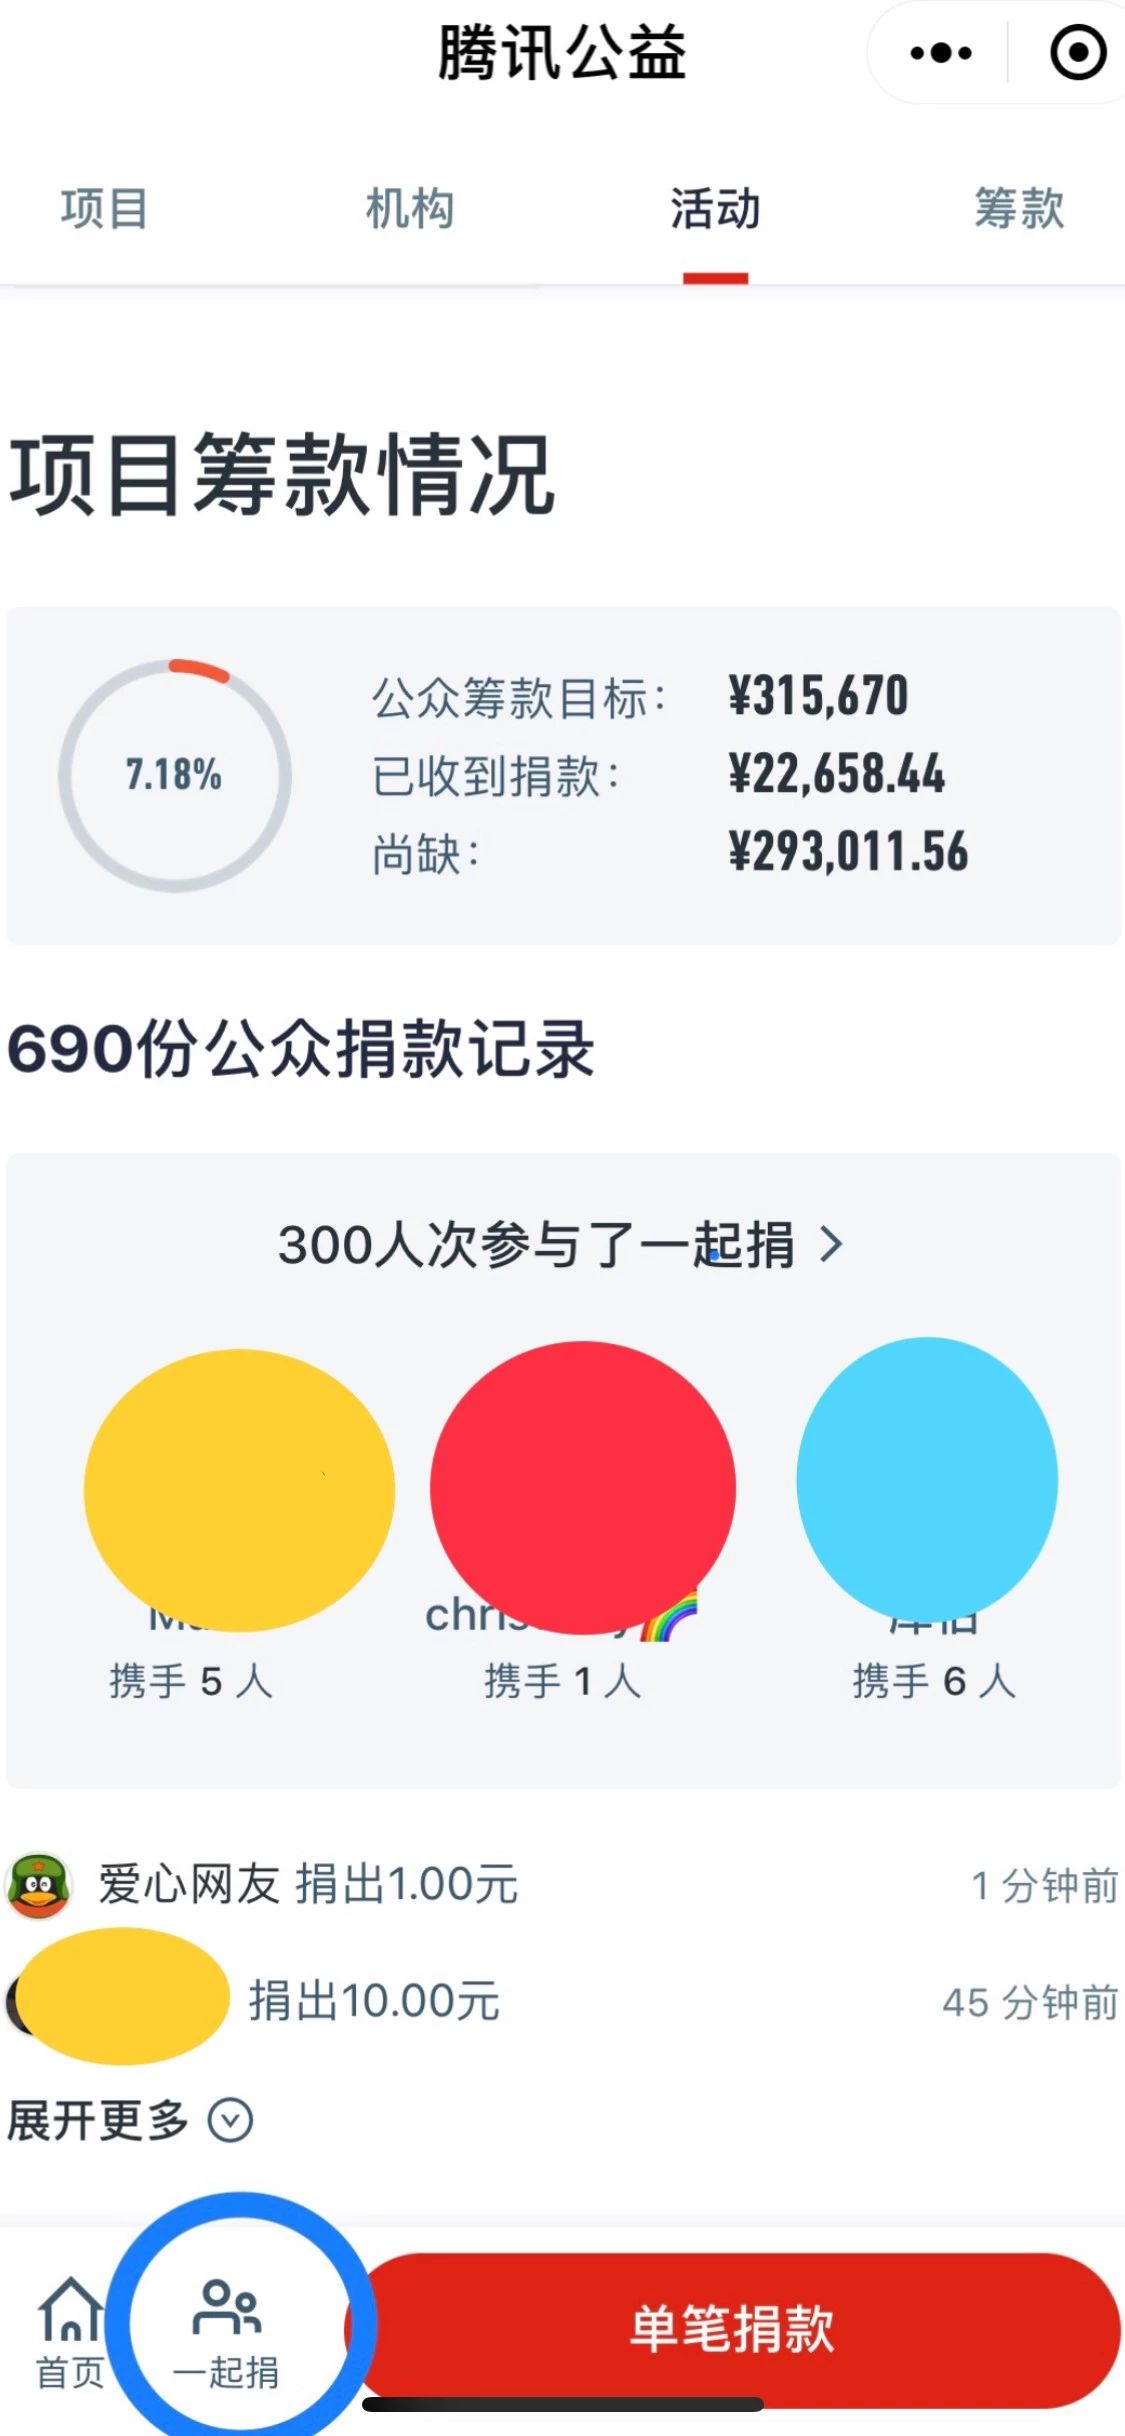 腾讯公益
项目 机构 活动 筹款
项目筹款情况
7.18%
公众筹款目标: ¥315,670
已收到捐款: ¥22,658.44
尚缺: ¥293,011.56
690份公众捐款记录
300人次参与了一起捐
携手 5 人 携手 1 人 携手 6 人
爱心网友 捐出1.00元 1 分钟前
捐出10.00元 45 分钟前
展开更多
首页 一起捐 单笔捐款